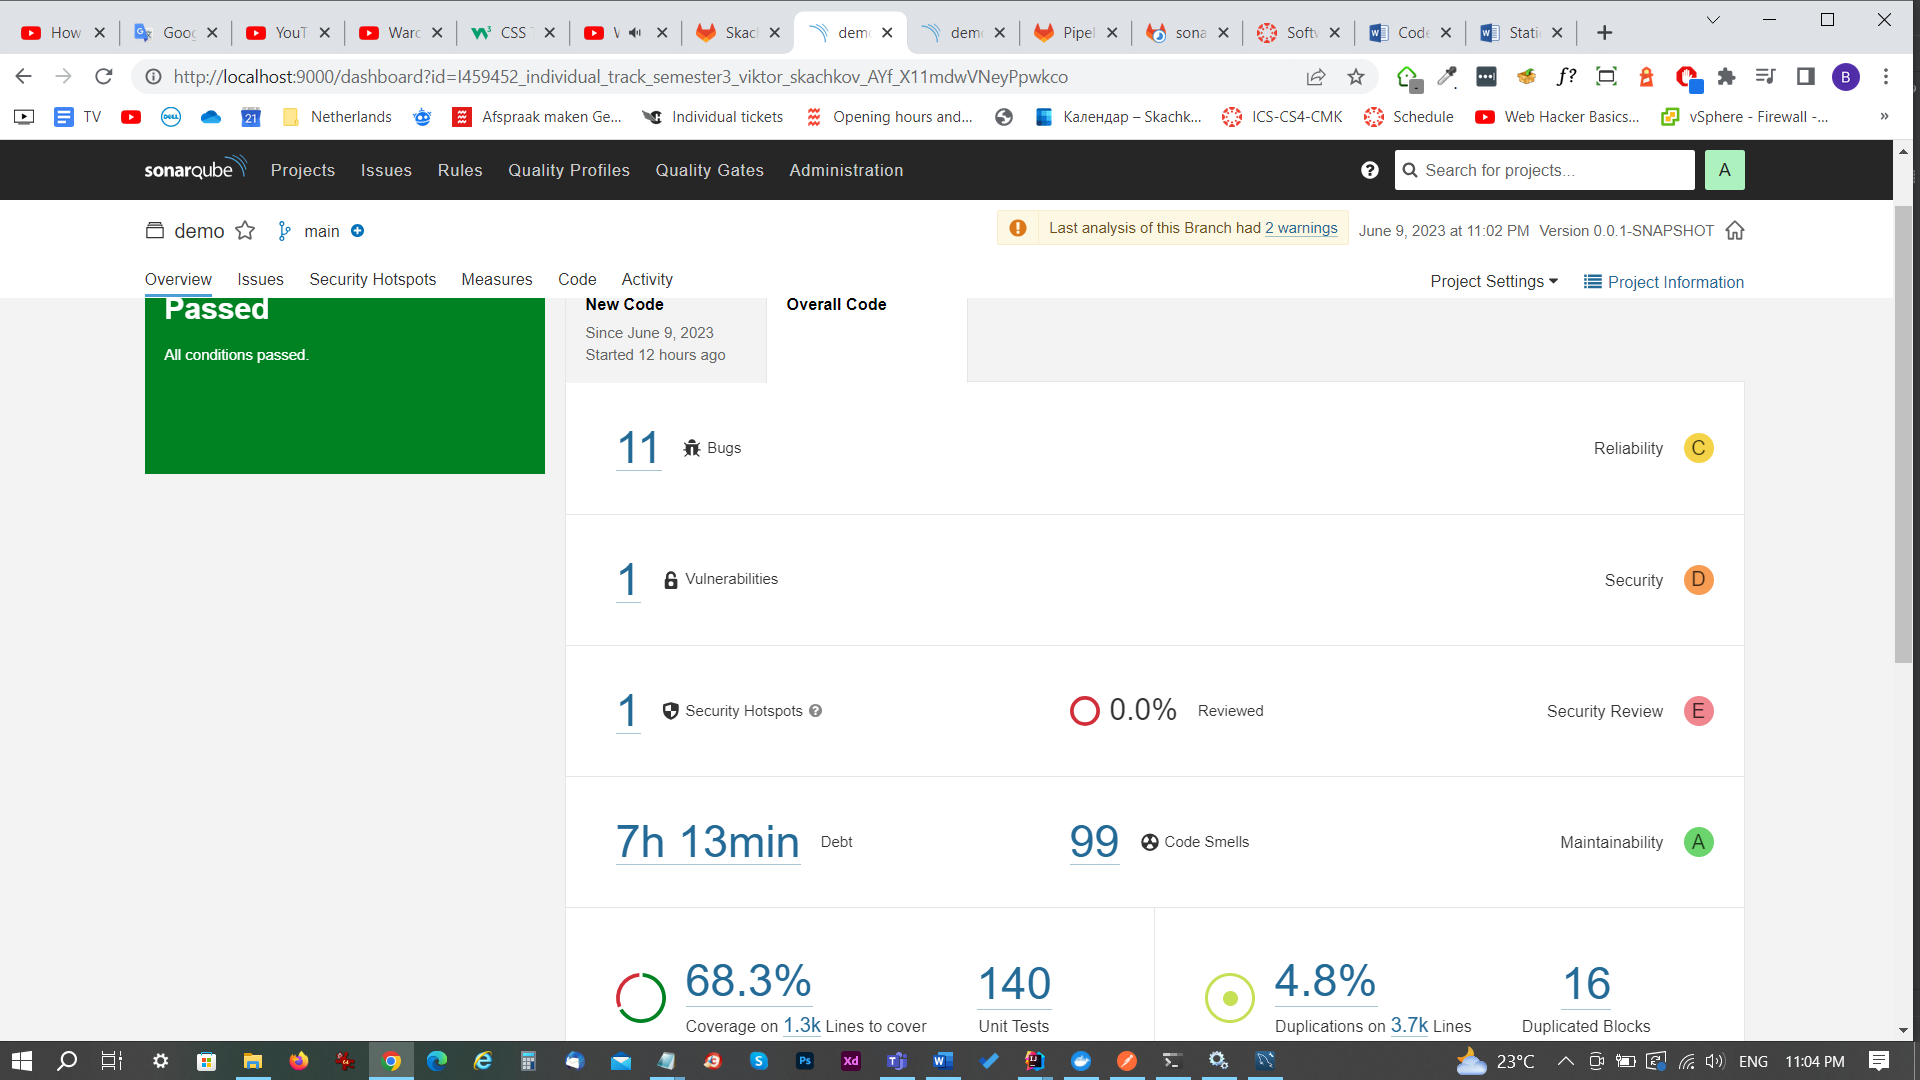 How
Goog
YouT
Warc
CSS T
Skacl
dem
dem
Pipel
sona
Softv
Code
Stati
http://localhost:9000/dashboard?id=I459452_individual_track_semester3_viktor_skachkov_AYf_X11mdwVNeyPpwkco
f?
B
TV
DELL
21
Netherlands
Afspraak maken Ge...
Individual tickets
Opening hours and...
Календар – Skachk...
ICS-CS4-CMK
Schedule
Web Hacker Basics...
vSphere - Firewall -...
»
sonarqube
Projects
Issues
Rules
Quality Profiles
Quality Gates
Administration
Search for projects...
A
demo
main
Last analysis of this Branch had 2 warnings
June 9, 2023 at 11:02 PM
Version 0.0.1-SNAPSHOT
Overview
Issues
Security Hotspots
Measures
Code
Activity
Project Settings
Project Information
Passed
All conditions passed.
New Code
Since June 9, 2023
Started 12 hours ago
Overall Code
11
Bugs
Reliability
C
1
Vulnerabilities
Security
D
1
Security Hotspots
0.0%
Reviewed
Security Review
E
7h 13min
Debt
99
Code Smells
Maintainability
A
68.3%
Coverage on 1.3k Lines to cover
140
Unit Tests
4.8%
Duplications on 3.7k Lines
16
Duplicated Blocks
23°C
ENG
11:04 PM